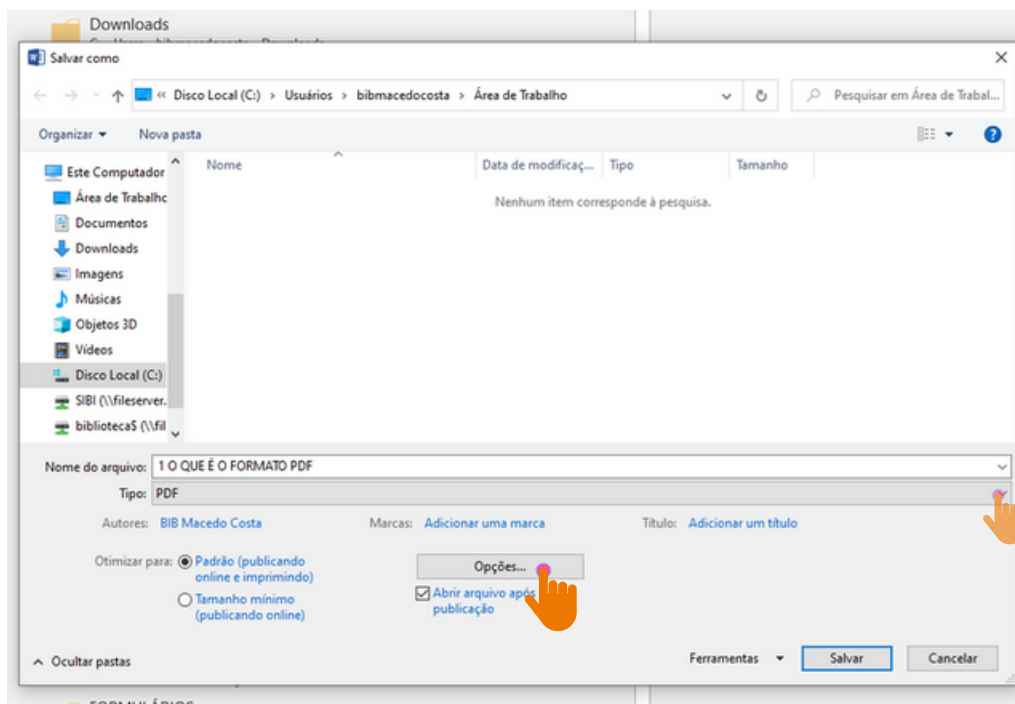 Downloads
Salvar como
« Disco Local (C:) > Usuários > bibmacedocosta > Área de Trabalho
Pesquisar em Área de Trabal...
Organizar
Nova pasta
Este Computador
Área de Trabalhc
Documentos
Downloads
Imagens
Músicas
Objetos 3D
Vídeos
Disco Local (C:)
SIBI (\\fileserver.
biblioteca$ (\\fil
Nome
Data de modificaç...
Tipo
Tamanho
Nenhum item corresponde à pesquisa.
Nome do arquivo: 1 O QUE É O FORMATO PDF
Tipo: PDF
Autores: BIB Macedo Costa
Marcas: Adicionar uma marca
Título: Adicionar um título
Otimizar para:
Padrão (publicando
online e imprimindo)
Tamanho mínimo
(publicando online)
Opções...
Abrir arquivo após
publicação
Ocultar pastas
Ferramentas
Salvar
Cancelar
FORMULÁRIOS